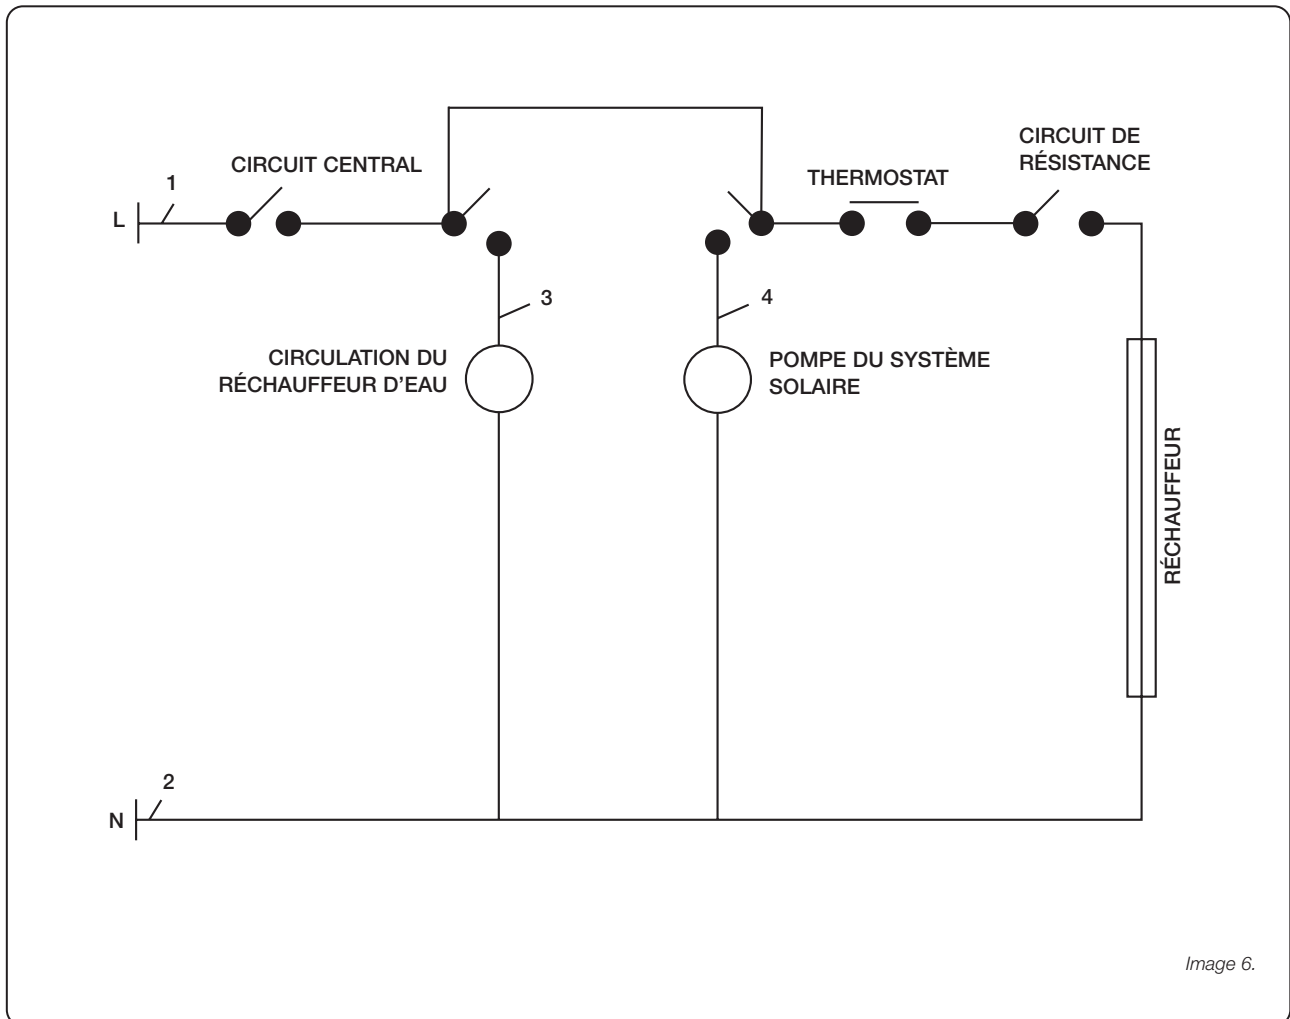 CIRCUIT DE
RÉSISTANCE
CIRCUIT CENTRAL
THERMOSTAT
1
L
3
4
CIRCULATION DU
RÉCHAUFFEUR D'EAU
POMPE DU SYSTÈME
SOLAIRE
RÉCHAUFFEUR
2
N
Image 6.